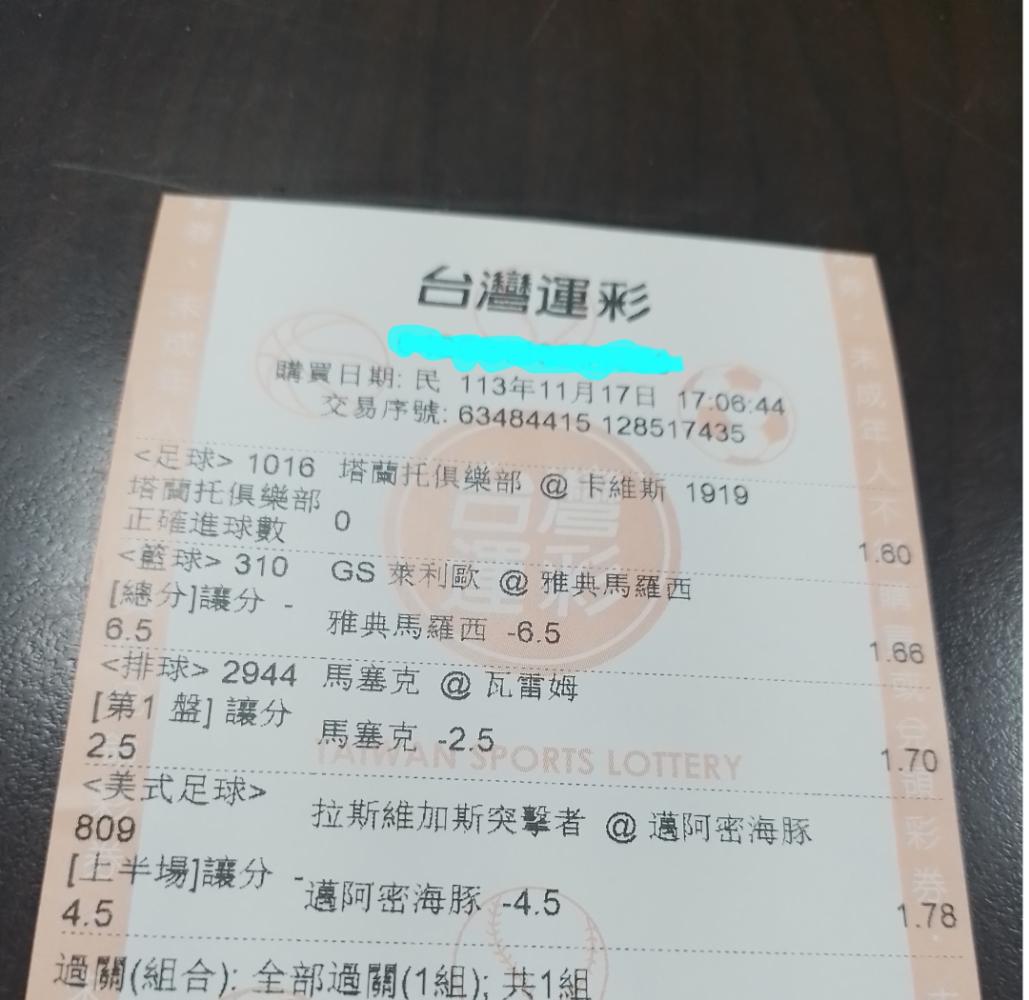 台灣運彩
購買日期: 民 113年11月17日 17:06:44
交易序號: 63484415 128517435
<足球> 1016 塔蘭托俱樂部 @ 卡維斯 1919
塔蘭托俱樂部
正確進球數 0 1.60
<籃球> 310 GS 萊利歐 @ 雅典馬羅西
[總分]讓分 -
6.5 雅典馬羅西 -6.5 1.66
<排球> 2944 馬塞克 @ 瓦雷姆
[第1 盤] 讓分
2.5 馬塞克 -2.5 1.70
TAIWAN SPORTS LOTTERY
<美式足球>
809 拉斯維加斯突擊者 @ 邁阿密海豚
[上半場]讓分 -
4.5 邁阿密海豚 -4.5 1.78
過關(組合): 全部過關(1組); 共1組
台灣
運彩